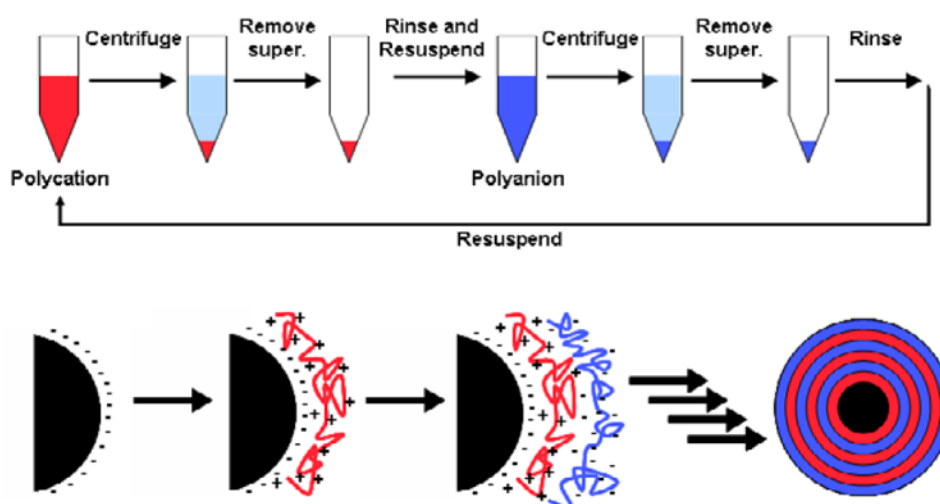 Centrifuge
Remove
super.
Rinse and
Resuspend
Centrifuge
Remove
super.
Rinse
Polycation
Polyanion
Resuspend